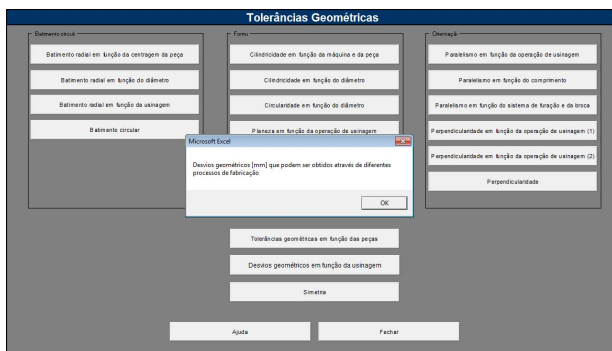 Tolerâncias Geométricas
Batimento circul
Forma
Orientaçã
Batimento radial em função da centragem da peça
Cilindricidade em função da máquina e da peça
Paralelismo em função da operação de usinagem
Batimento radial em função do diâmetro
Cilindricidade em função do diâmetro
Paralelismo em função do comprimento
Batimento radial em função da usinagem
Circularidade em função do diâmetro
Paralelismo em função do sistema de furação e da broca
Batimento circular
Planeza em função da operação de usinagem
Perpendicularidade em função da operação de usinagem (1)
Microsoft Excel
Desvios geométricos [mm] que podem ser obtidos através de diferentes
processos de fabricação
OK
Perpendicularidade em função da operação de usinagem (2)
Perpendicularidade
Tolerâncias geométricas em função das peças
Desvios geométricos em função da usinagem
Simetria
Ajuda
Fechar